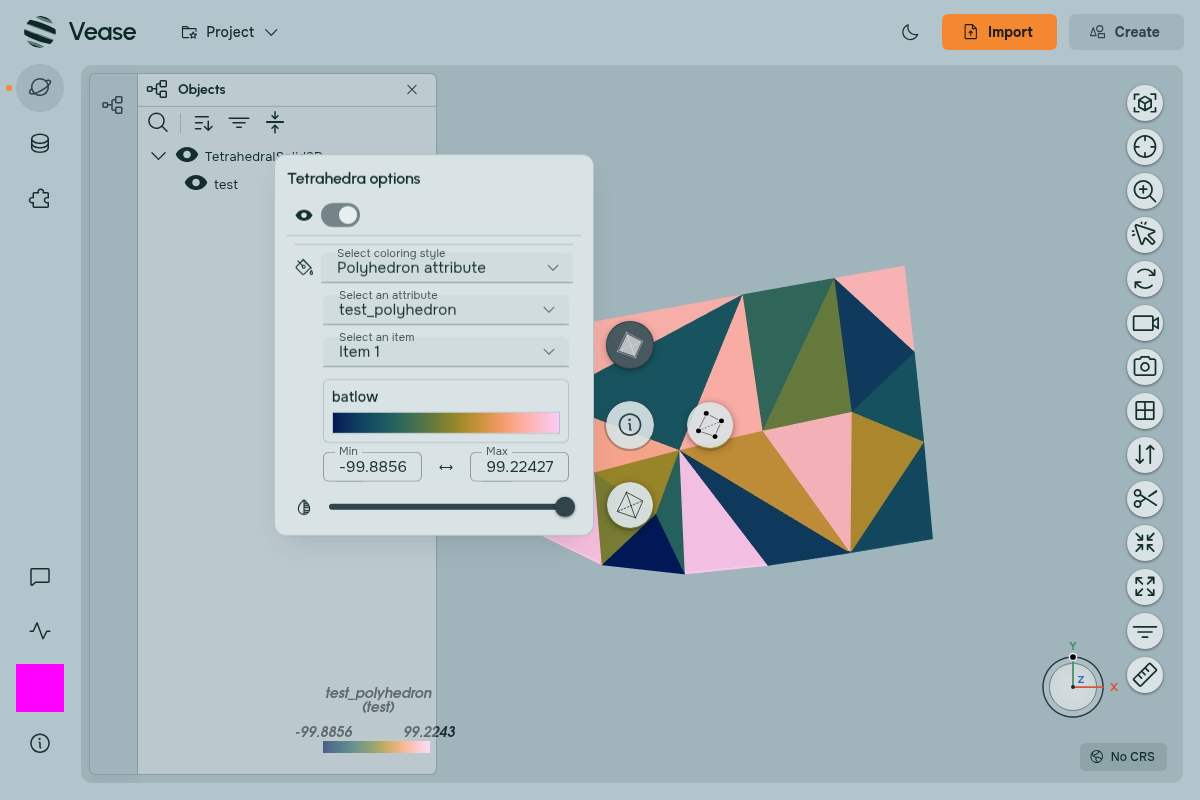 Vease
Project
Import
Create
Objects
TetrahedralSolid3D
test
Tetrahedra options
Select coloring style
Polyhedron attribute
Select an attribute
test_polyhedron
Select an item
Item 1
batlow
Min
-99.8856
Max
99.22427
test_polyhedron
(test)
-99.8856
99.2243
Y
Z
X
No CRS